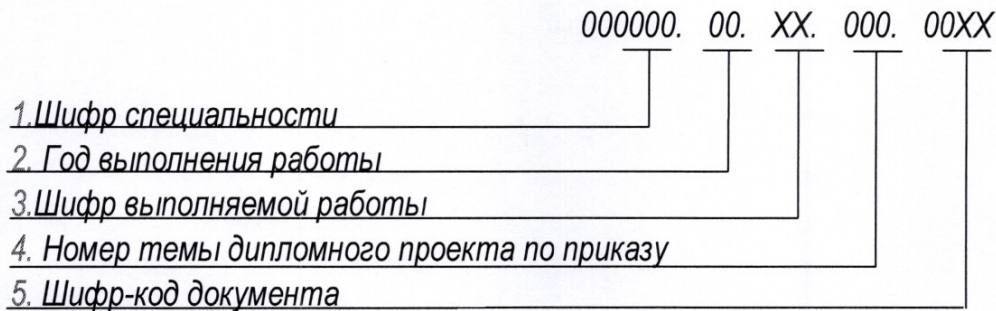 000000. 00. XX. 000. 00XX
1.Шифр специальности
2. Год выполнения работы
3.Шифр выполняемой работы
4. Номер темы дипломного проекта по приказу
5. Шифр-код документа